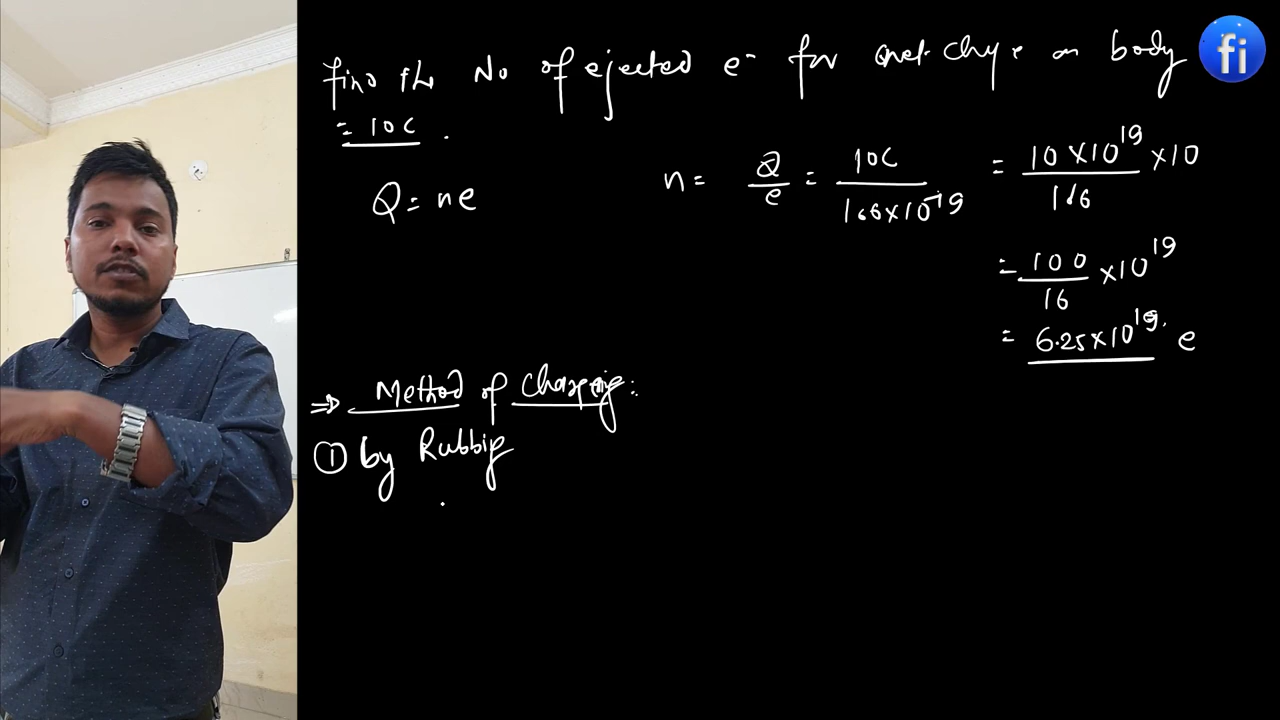 find the No of ejected e⁻ for net charge on body
= 10C.
Q = ne
n = Q/e = 10C / 1.6×10⁻¹⁹ = 10×10¹⁹/16 ×10
= 100/16 ×10¹⁹
= 6.25×10¹⁹ e
⇒ Method of Charging:
① by Rubbing
fi